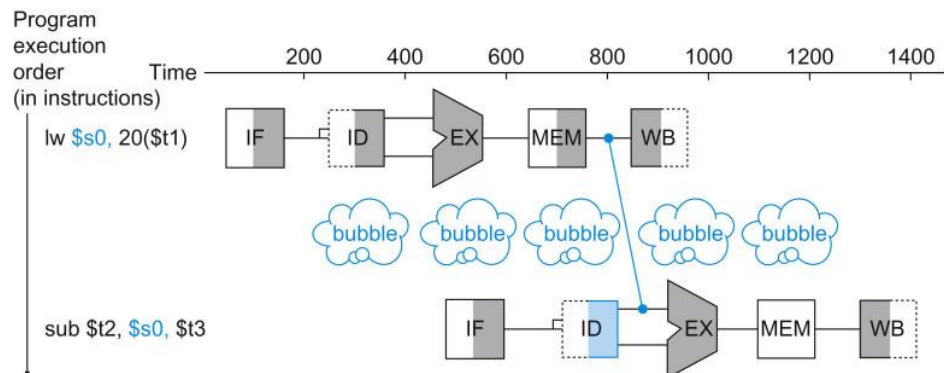 Program
execution
order
(in instructions)
Time
200 400 600 800 1000 1200 1400
lw $s0, 20($t1)
IF ID EX MEM WB
bubble bubble bubble bubble bubble
sub $t2, $s0, $t3
IF ID EX MEM WB